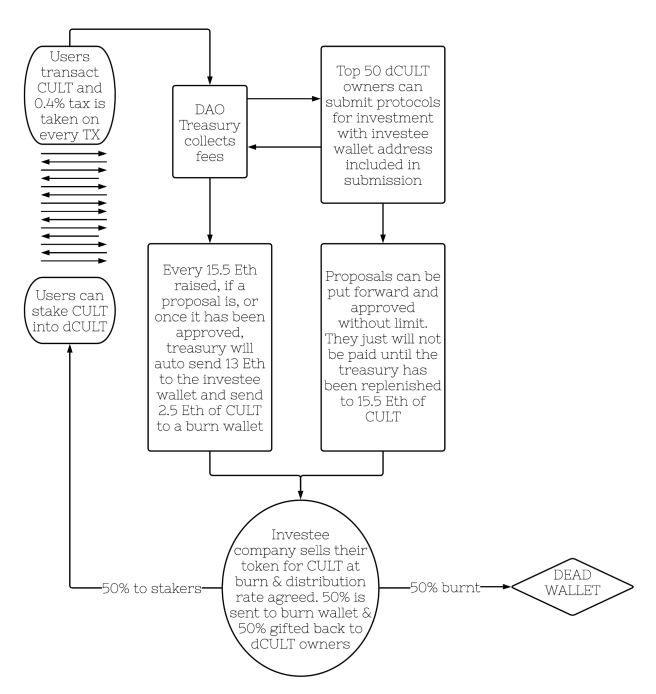 Users
transact
CULT and
0.4% tax is
taken on
every TX
DAO
Treasury
collects
fees
Top 50 dCULT
owners can
submit protocols
for investment
with investee
wallet address
included in
submission
Users can
stake CULT
into dCULT
Every 15.5 Eth
raised, if a
proposal is, or
once it has been
approved,
treasury will
auto send 13 Eth
to the investee
wallet and send
2.5 Eth of CULT
to a burn wallet
Proposals can be
put forward and
approved
without limit.
They just will not
be paid until the
treasury has
been replenished
to 15.5 Eth of
CULT
Investee
company sells their
token for CULT at
burn & distribution
rate agreed. 50% is
sent to burn wallet &
50% gifted back to
dCULT owners
50% to stakers
50% burnt
DEAD
WALLET